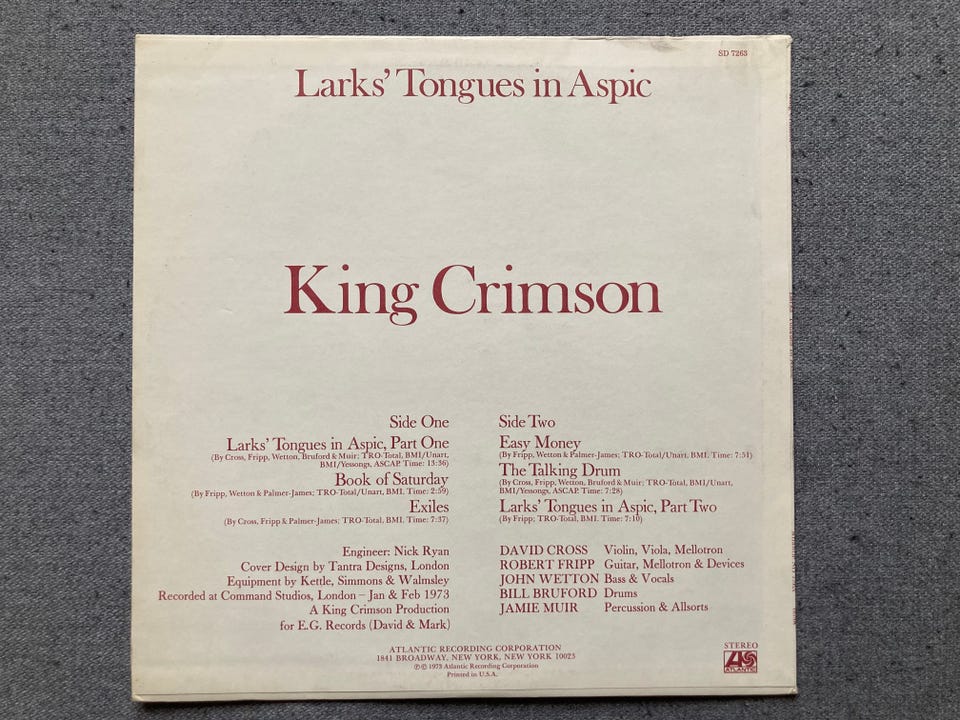 SD 7263
Larks' Tongues in Aspic
King Crimson
Side One
Larks' Tongues in Aspic, Part One
(By Cross, Fripp, Wetton, Bruford & Muir; TRO-Total, BMI/Unart,
BMI/Yessongs, ASCAP. Time: 13:36)
Book of Saturday
(By Fripp, Wetton & Palmer-James; TRO-Total/Unart, BMI. Time: 2:59)
Exiles
(By Cross, Fripp & Palmer-James; TRO-Total, BMI. Time: 7:37)
Side Two
Easy Money
(By Fripp, Wetton & Palmer-James; TRO-Total/Unart, BMI. Time: 7:51)
The Talking Drum
(By Cross, Fripp, Wetton, Bruford & Muir; TRO-Total, BMI/Unart,
BMI/Yessongs, ASCAP. Time: 7:28)
Larks' Tongues in Aspic, Part Two
(By Fripp; TRO-Total, BMI. Time: 7:10)
Engineer: Nick Ryan
Cover Design by Tantra Designs, London
Equipment by Kettle, Simmons & Walmsley
Recorded at Command Studios, London – Jan & Feb 1973
A King Crimson Production
for E.G. Records (David & Mark)
DAVID CROSS Violin, Viola, Mellotron
ROBERT FRIPP Guitar, Mellotron & Devices
JOHN WETTON Bass & Vocals
BILL BRUFORD Drums
JAMIE MUIR Percussion & Allsorts
ATLANTIC RECORDING CORPORATION
1841 BROADWAY, NEW YORK, NEW YORK 10023
℗ © 1973 Atlantic Recording Corporation
Printed in U.S.A.
STEREO
ATLANTIC